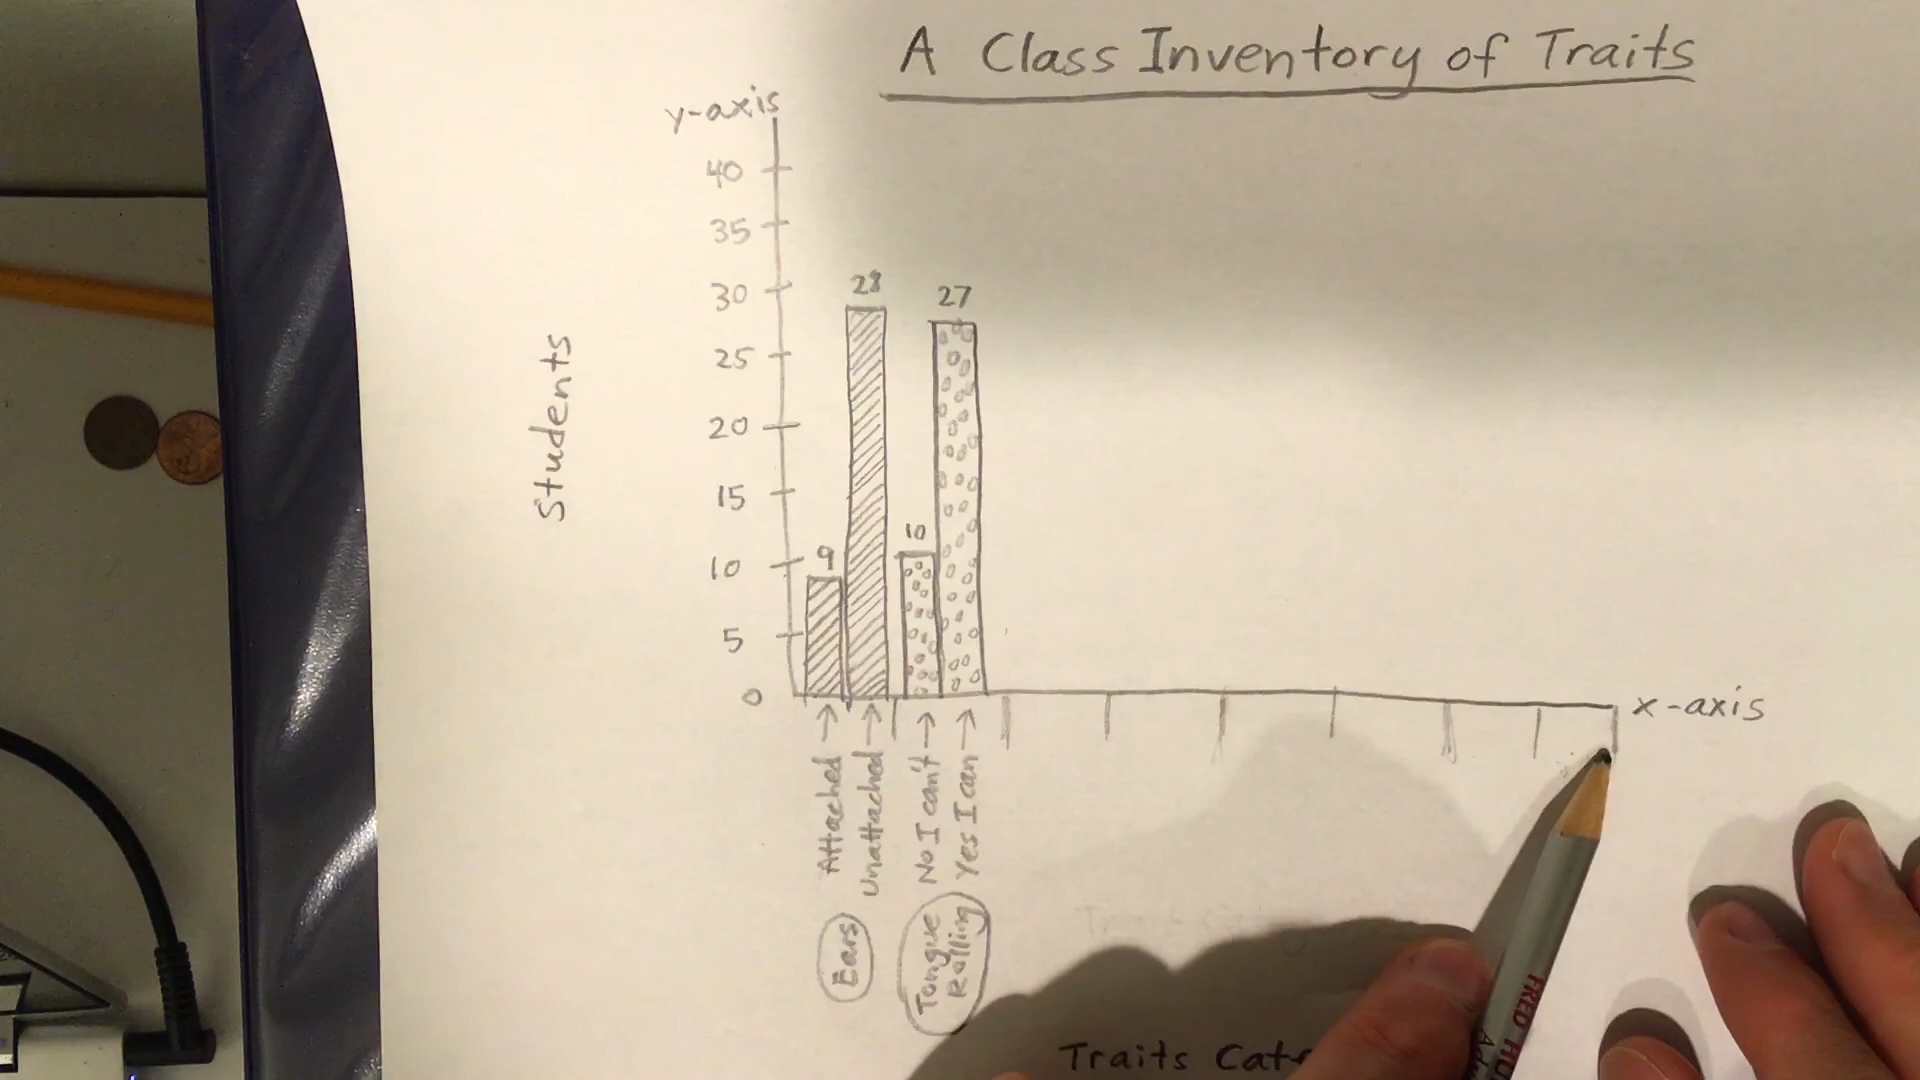 A Class Inventory of Traits
y-axis
40
35
30
25
20
15
10
5
0
Students
9
28
10
27
x-axis
Attached →
Unattached →
No I can't →
Yes I can →
Ears
Tongue
Rolling
Traits
FRED